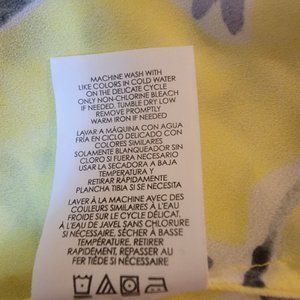 MACHINE WASH WITH
LIKE COLORS IN COLD WATER
ON THE DELICATE CYCLE
ONLY NON-CHLORINE BLEACH
IF NEEDED, TUMBLE DRY LOW
REMOVE PROMPTLY
WARM IRON IF NEEDED
LAVAR A MÁQUINA CON AGUA
FRÍA EN CICLO DELICADO CON
COLORES SIMILARES
SOLAMENTE BLANQUEADOR SIN
CLORO SI FUERA NECESARIO
USAR LA SECADORA A BAJA
TEMPERATURA Y
RETIRAR RÁPIDAMENTE
PLANCHA TIBIA SI SE NECESITA
LAVER À LA MACHINE AVEC DES
COULEURS SIMILAIRES À L'EAU
FROIDE SUR LE CYCLE DÉLICAT.
À L'EAU DE JAVEL SANS CHLORURE
SI NÉCESSAIRE, SÉCHER À BASSE
TEMPÉRATURE. RETIRER
RAPIDEMENT, REPASSER AU
FER TIÈDE SI NÉCESSAIRE